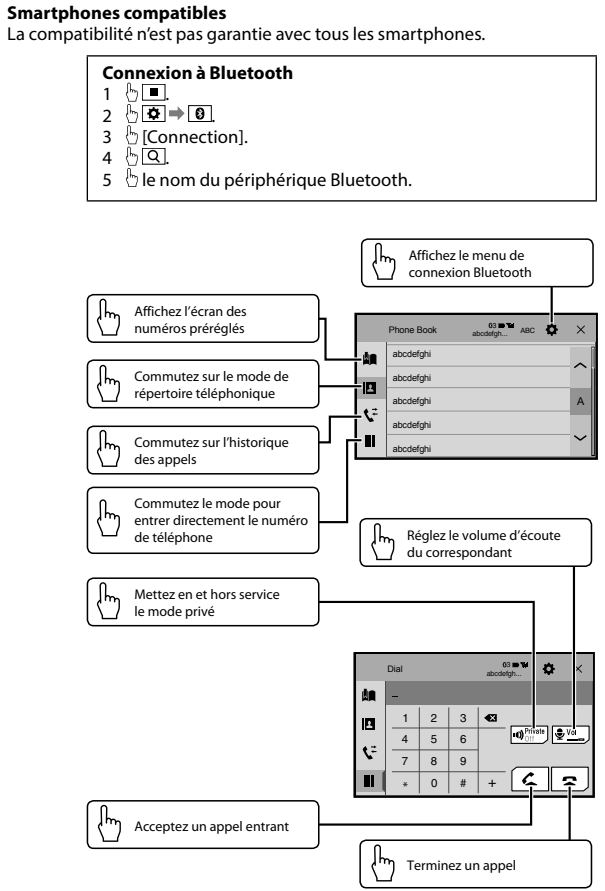 Smartphones compatibles
La compatibilité n'est pas garantie avec tous les smartphones.
Connexion à Bluetooth
1 .
2 .
3 [Connection].
4 .
5 le nom du périphérique Bluetooth.
Affichez le menu de
connexion Bluetooth
Affichez l'écran des
numéros préréglés
Commutez sur le mode de
répertoire téléphonique
Commutez sur l'historique
des appels
Commutez le mode pour
entrer directement le numéro
de téléphone
Phone Book
03
abcdefgh...
ABC
abcdefghi
abcdefghi
abcdefghi
abcdefghi
abcdefghi
A
Réglez le volume d'écoute
du correspondant
Mettez en et hors service
le mode privé
Dial
03
abcdefgh...
–
1 2 3
4 5 6
7 8 9
* 0 # +
Private
Off
Vol
Acceptez un appel entrant
Terminez un appel